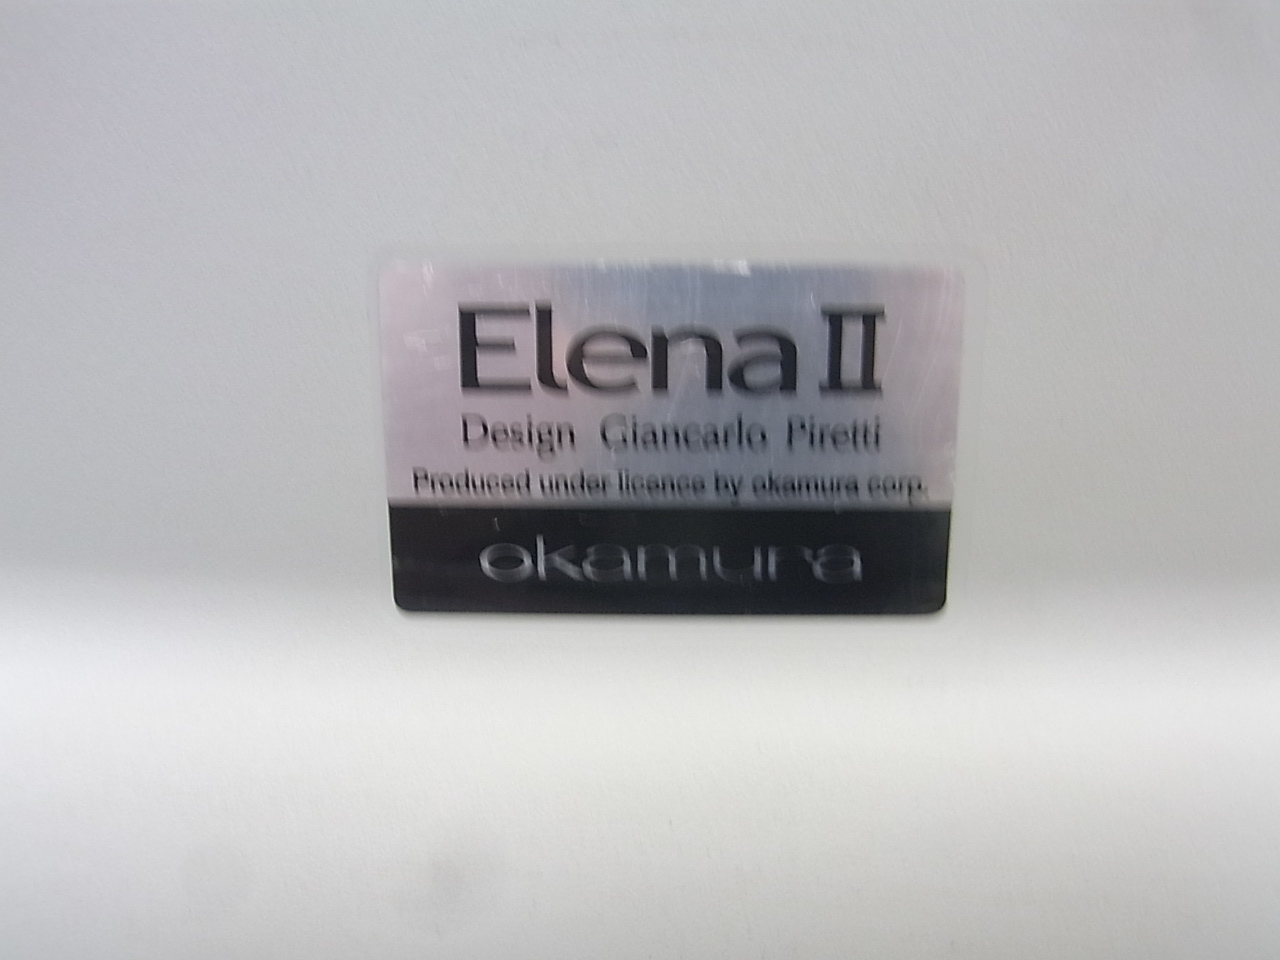 Elena II
Design Giancarlo Piretti
Produced under licence by okamura corp.
okamura